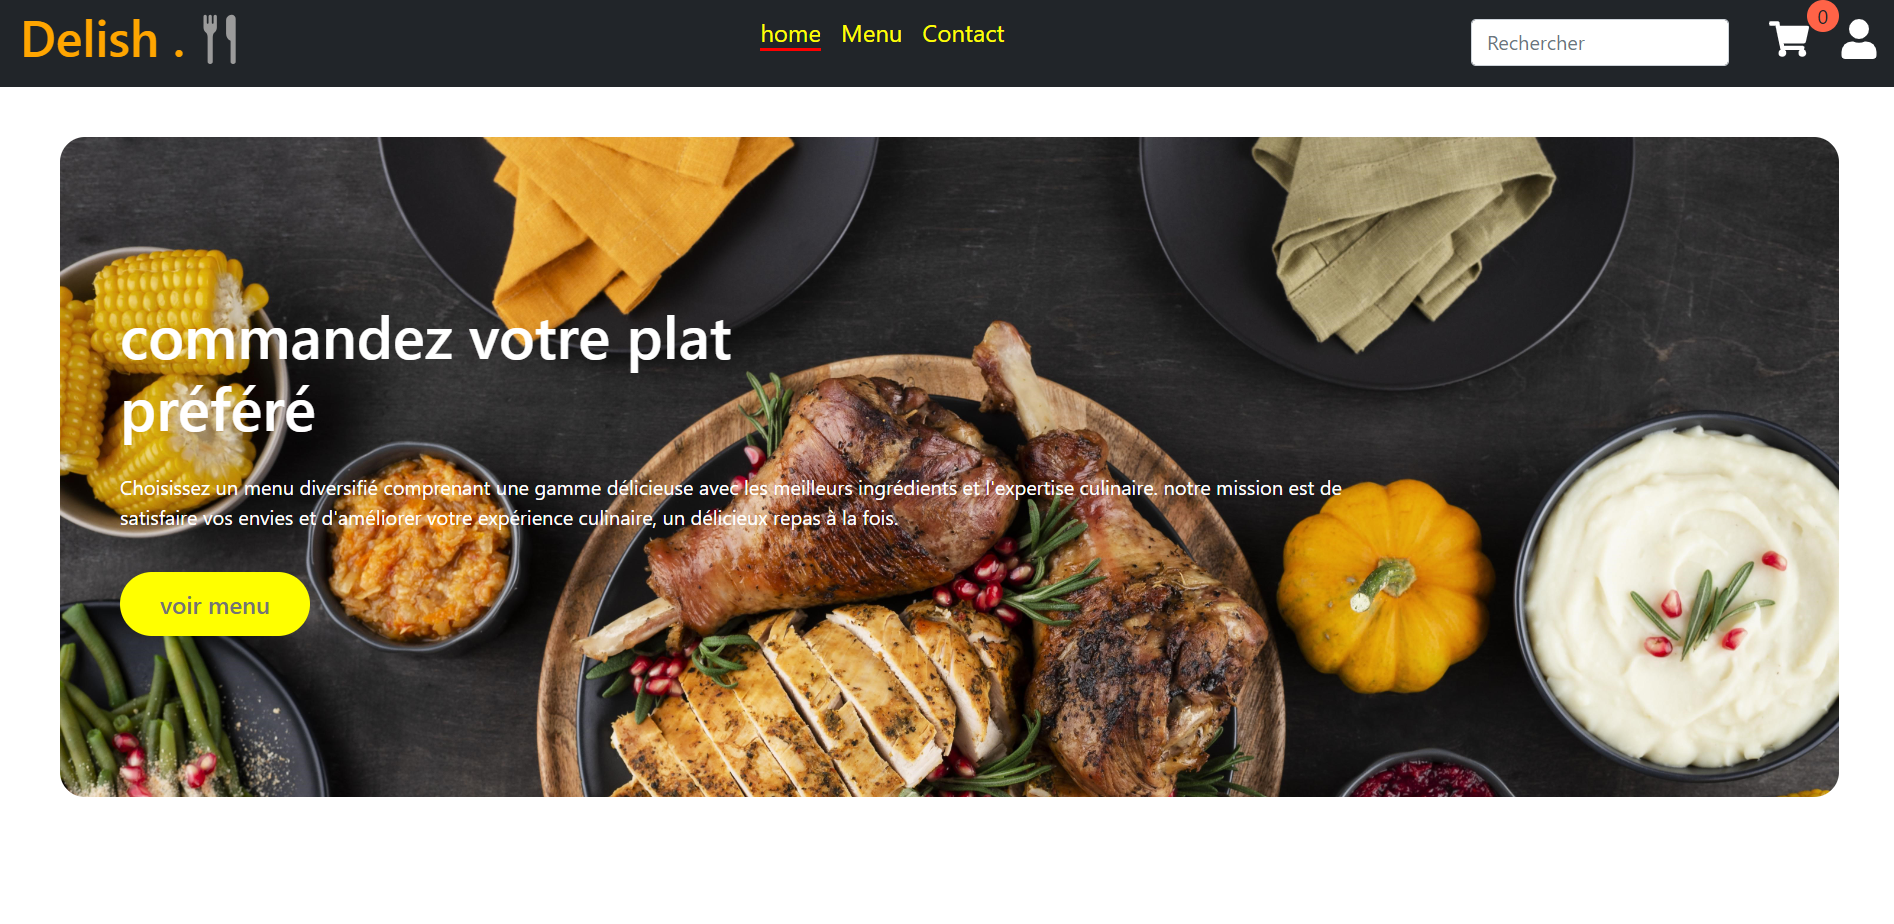 Delish .
home Menu Contact
Rechercher
0
commandez votre plat
préféré
Choisissez un menu diversifié comprenant une gamme délicieuse avec les meilleurs ingrédients et l'expertise culinaire. notre mission est de
satisfaire vos envies et d'améliorer votre expérience culinaire, un délicieux repas à la fois.
voir menu